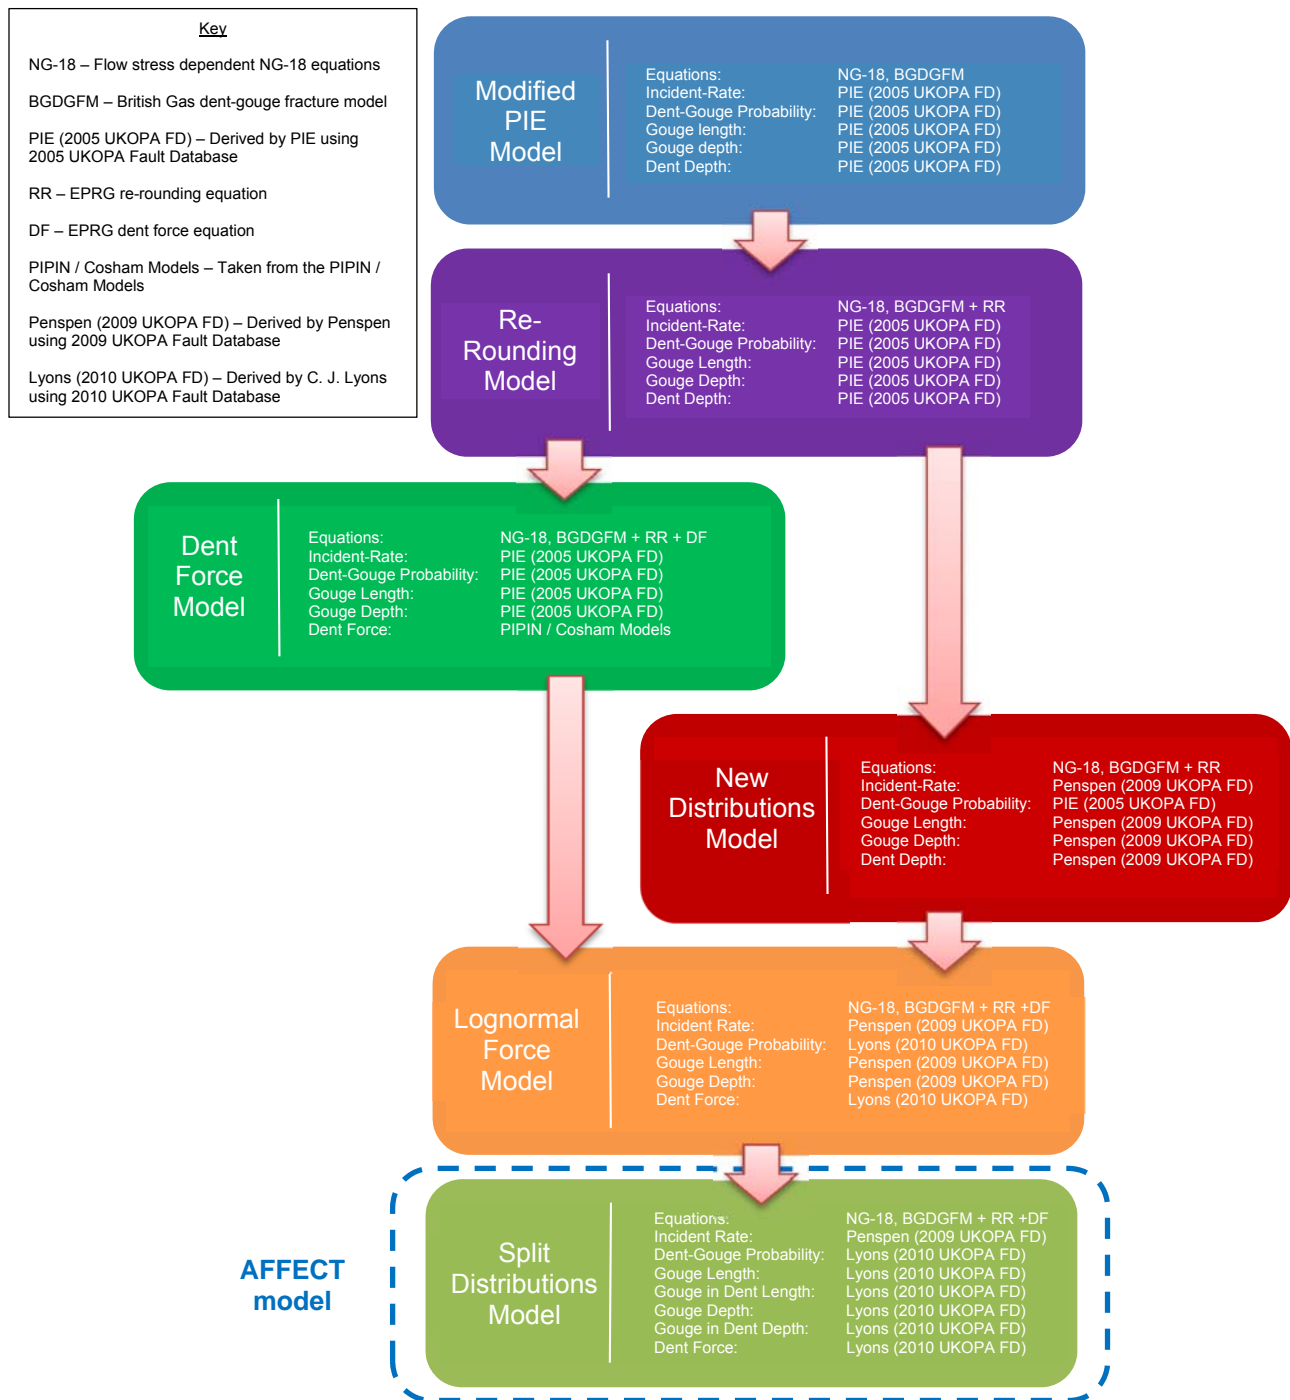 Key
NG-18 – Flow stress dependent NG-18 equations
BGDGFM – British Gas dent-gouge fracture model
PIE (2005 UKOPA FD) – Derived by PIE using
2005 UKOPA Fault Database
RR – EPRG re-rounding equation
DF – EPRG dent force equation
PIPIN / Cosham Models – Taken from the PIPIN /
Cosham Models
Penspen (2009 UKOPA FD) – Derived by Penspen
using 2009 UKOPA Fault Database
Lyons (2010 UKOPA FD) – Derived by C. J. Lyons
using 2010 UKOPA Fault Database
Modified
PIE
Model
Equations: NG-18, BGDGFM
Incident-Rate: PIE (2005 UKOPA FD)
Dent-Gouge Probability: PIE (2005 UKOPA FD)
Gouge length: PIE (2005 UKOPA FD)
Gouge depth: PIE (2005 UKOPA FD)
Dent Depth: PIE (2005 UKOPA FD)
Re-
Rounding
Model
Equations: NG-18, BGDGFM + RR
Incident-Rate: PIE (2005 UKOPA FD)
Dent-Gouge Probability: PIE (2005 UKOPA FD)
Gouge Length: PIE (2005 UKOPA FD)
Gouge Depth: PIE (2005 UKOPA FD)
Dent Depth: PIE (2005 UKOPA FD)
Dent
Force
Model
Equations: NG-18, BGDGFM + RR + DF
Incident-Rate: PIE (2005 UKOPA FD)
Dent-Gouge Probability: PIE (2005 UKOPA FD)
Gouge Length: PIE (2005 UKOPA FD)
Gouge Depth: PIE (2005 UKOPA FD)
Dent Force: PIPIN / Cosham Models
New
Distributions
Model
Equations: NG-18, BGDGFM + RR
Incident-Rate: Penspen (2009 UKOPA FD)
Dent-Gouge Probability: PIE (2005 UKOPA FD)
Gouge Length: Penspen (2009 UKOPA FD)
Gouge Depth: Penspen (2009 UKOPA FD)
Dent Depth: Penspen (2009 UKOPA FD)
Lognormal
Force
Model
Equations: NG-18, BGDGFM + RR +DF
Incident Rate: Penspen (2009 UKOPA FD)
Dent-Gouge Probability: Lyons (2010 UKOPA FD)
Gouge Length: Penspen (2009 UKOPA FD)
Gouge Depth: Penspen (2009 UKOPA FD)
Dent Force: Lyons (2010 UKOPA FD)
AFFECT
model
Split
Distributions
Model
Equations: NG-18, BGDGFM + RR +DF
Incident Rate: Penspen (2009 UKOPA FD)
Dent-Gouge Probability: Lyons (2010 UKOPA FD)
Gouge Length: Lyons (2010 UKOPA FD)
Gouge in Dent Length: Lyons (2010 UKOPA FD)
Gouge Depth: Lyons (2010 UKOPA FD)
Gouge in Dent Depth: Lyons (2010 UKOPA FD)
Dent Force: Lyons (2010 UKOPA FD)